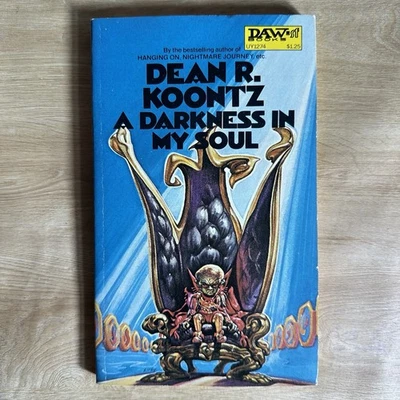 DAW
BOOKS
UY1274 $1.25
By the bestselling author of
HANGING ON, NIGHTMARE JOURNEY, etc.
DEAN R.
KOONTZ
A DARKNESS IN
MY SOUL